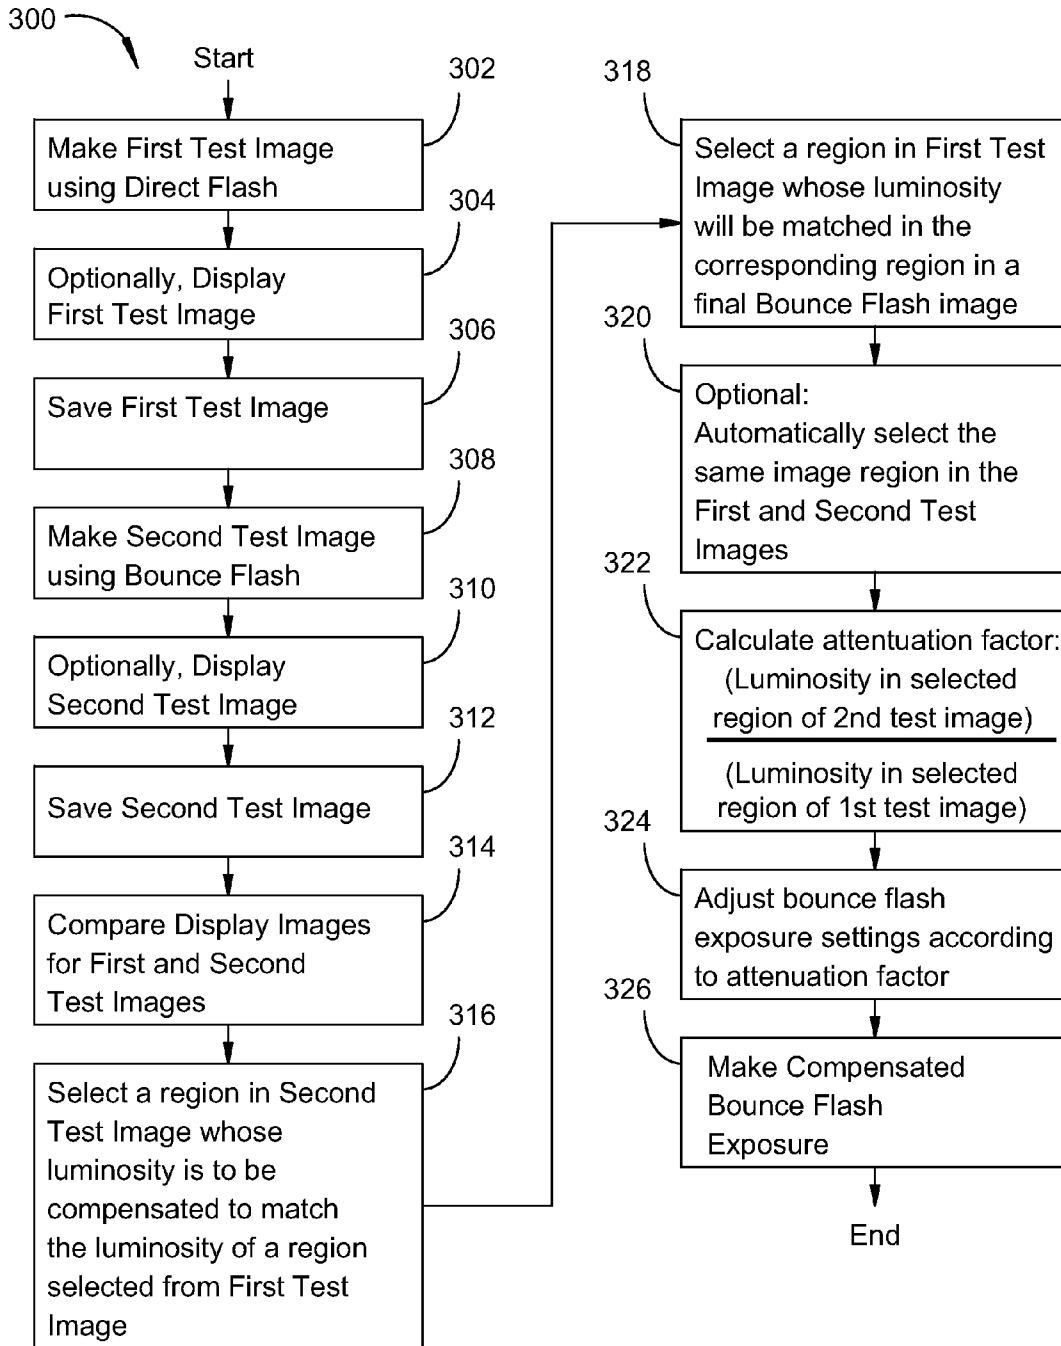 300
Start
302
Make First Test Image
using Direct Flash
304
Optionally, Display
First Test Image
306
Save First Test Image
308
Make Second Test Image
using Bounce Flash
310
Optionally, Display
Second Test Image
312
Save Second Test Image
314
Compare Display Images
for First and Second
Test Images
316
Select a region in Second
Test Image whose
luminosity is to be
compensated to match
the luminosity of a region
selected from First Test
Image
318
Select a region in First Test
Image whose luminosity
will be matched in the
corresponding region in a
final Bounce Flash image
320
Optional:
Automatically select the
same image region in the
First and Second Test
Images
322
Calculate attentuation factor:
(Luminosity in selected
region of 2nd test image)
(Luminosity in selected
region of 1st test image)
324
Adjust bounce flash
exposure settings according
to attenuation factor
326
Make Compensated
Bounce Flash
Exposure
End